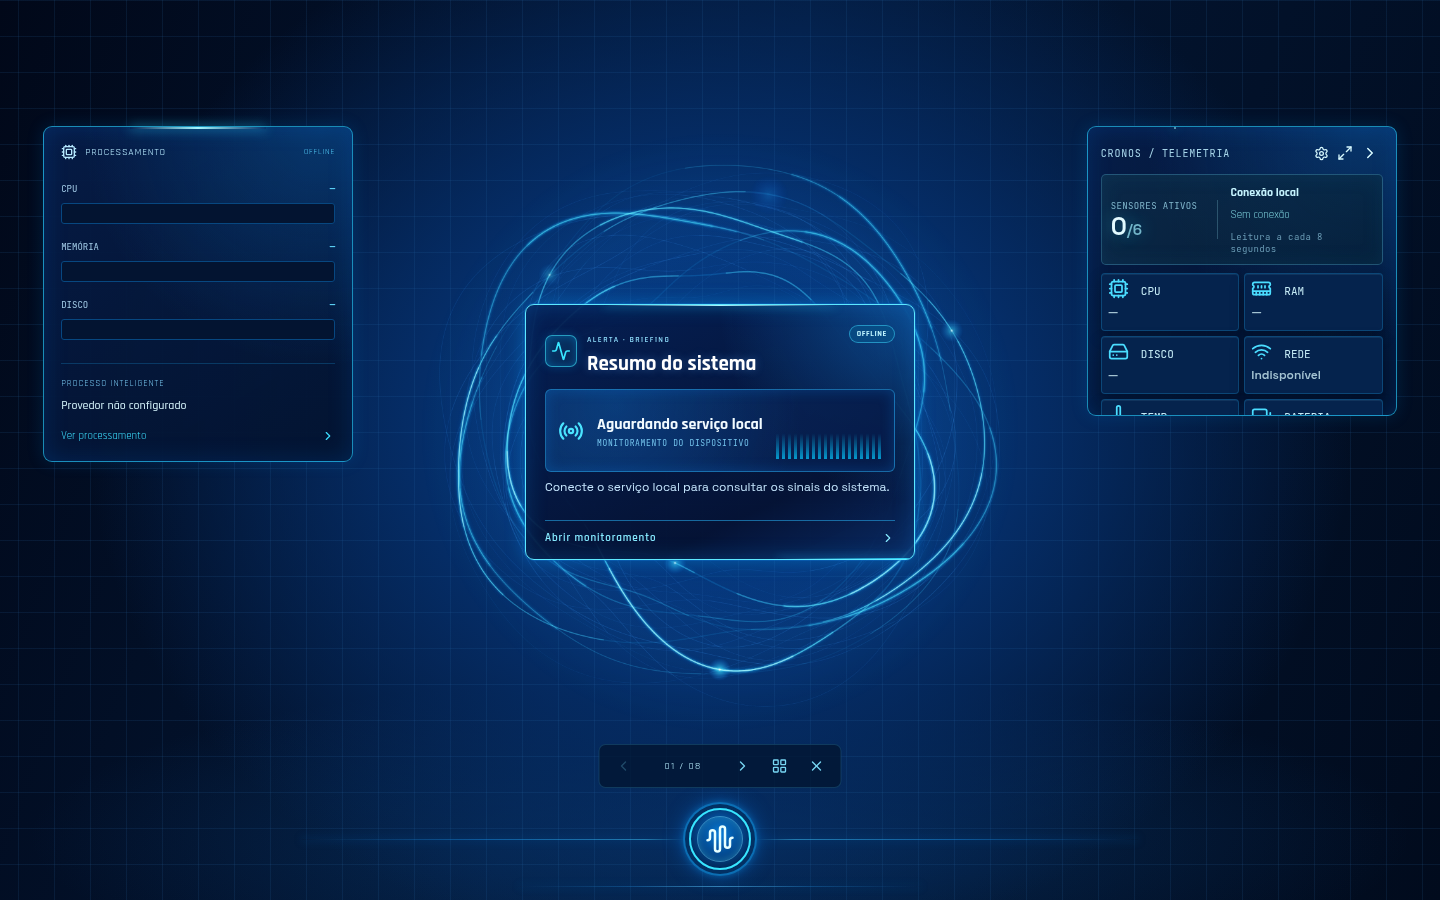 PROCESSAMENTO
OFFLINE
CPU
—
MEMÓRIA
—
DISCO
—
PROCESSO INTELIGENTE
Provedor não configurado
Ver processamento
ALERTA · BRIEFING
OFFLINE
Resumo do sistema
Aguardando serviço local
MONITORAMENTO DO DISPOSITIVO
Conecte o serviço local para consultar os sinais do sistema.
Abrir monitoramento
CRONOS / TELEMETRIA
SENSORES ATIVOS
0/6
Conexão local
Sem conexão
Leitura a cada 8
segundos
CPU
—
RAM
—
DISCO
—
REDE
Indisponível
TEMP
BATERIA
01 / 08